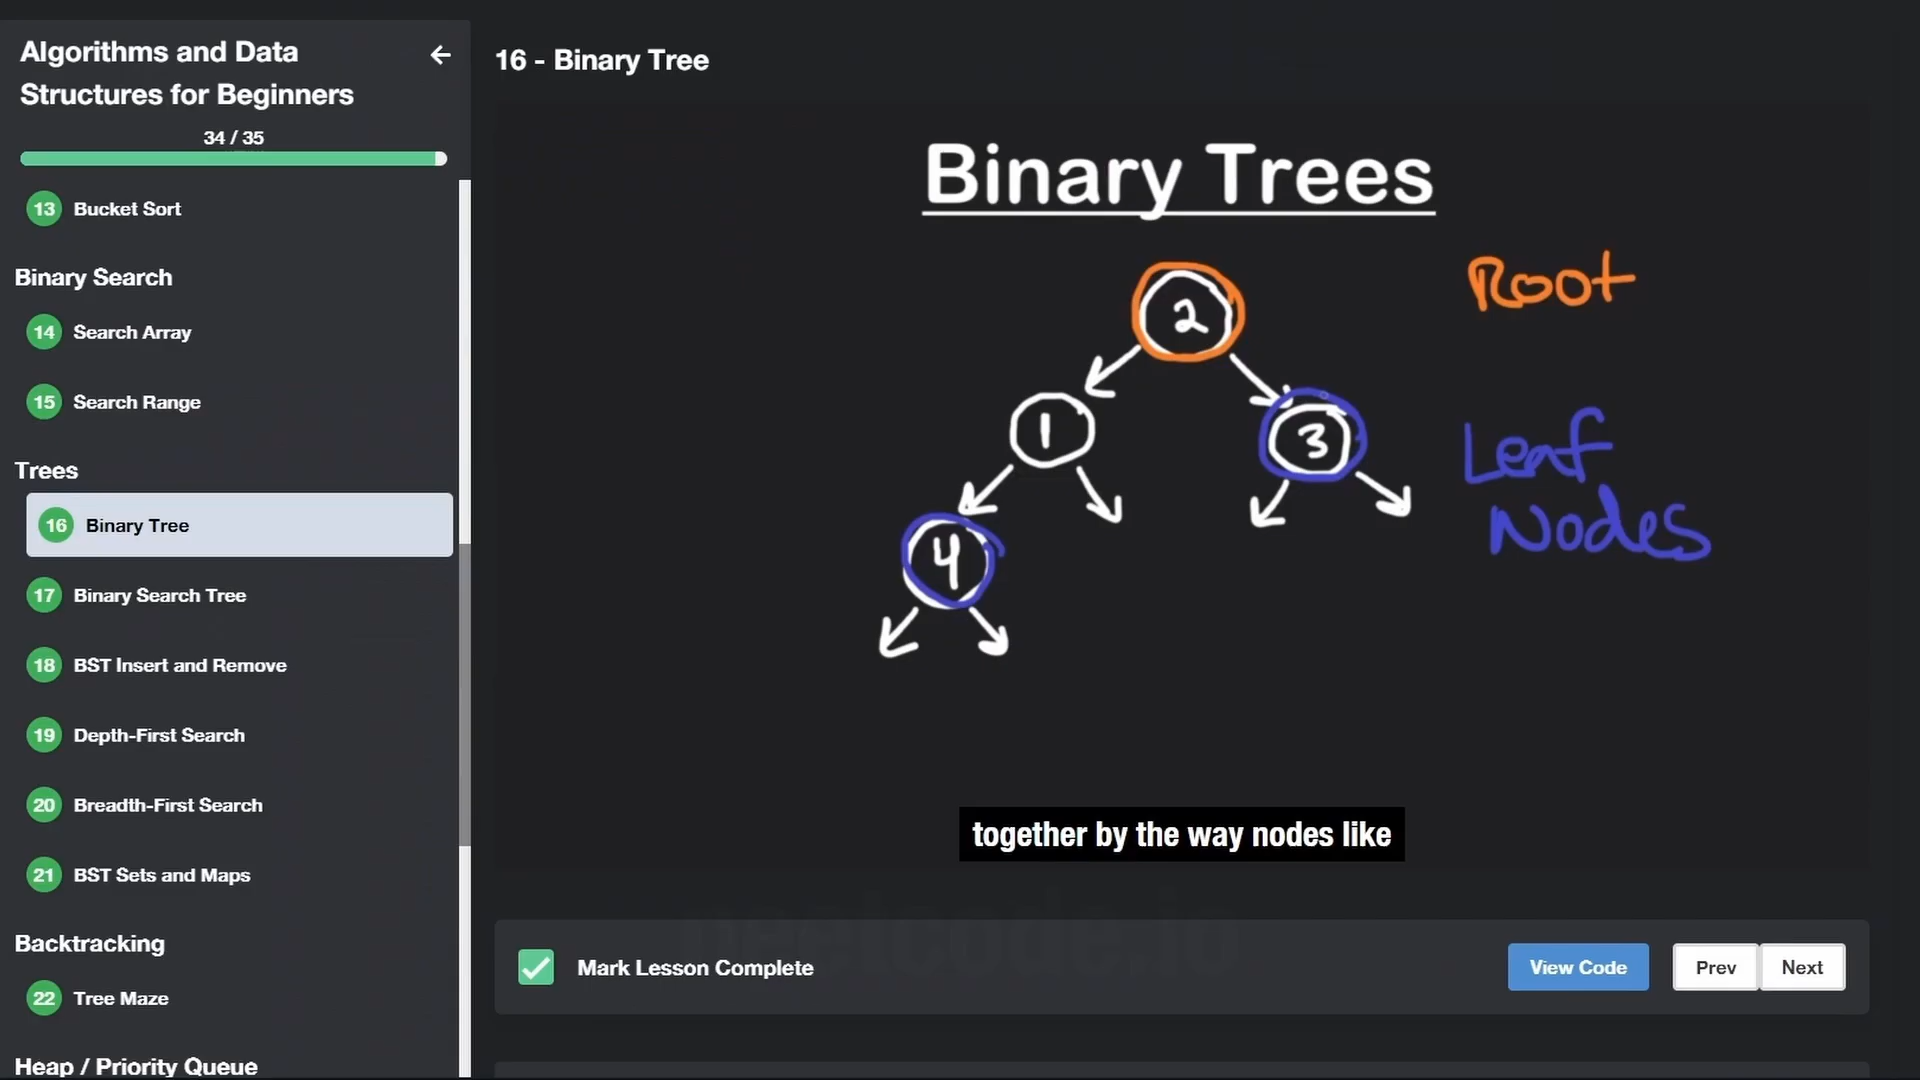 Algorithms and Data
Structures for Beginners
34 / 35
13 Bucket Sort
Binary Search
14 Search Array
15 Search Range
Trees
16 Binary Tree
17 Binary Search Tree
18 BST Insert and Remove
19 Depth-First Search
20 Breadth-First Search
21 BST Sets and Maps
Backtracking
22 Tree Maze
Heap / Priority Queue
16 - Binary Tree
Binary Trees
Root
2
1
3
Leaf
Nodes
4
together by the way nodes like
neetcode.io
Mark Lesson Complete
View Code
Prev
Next